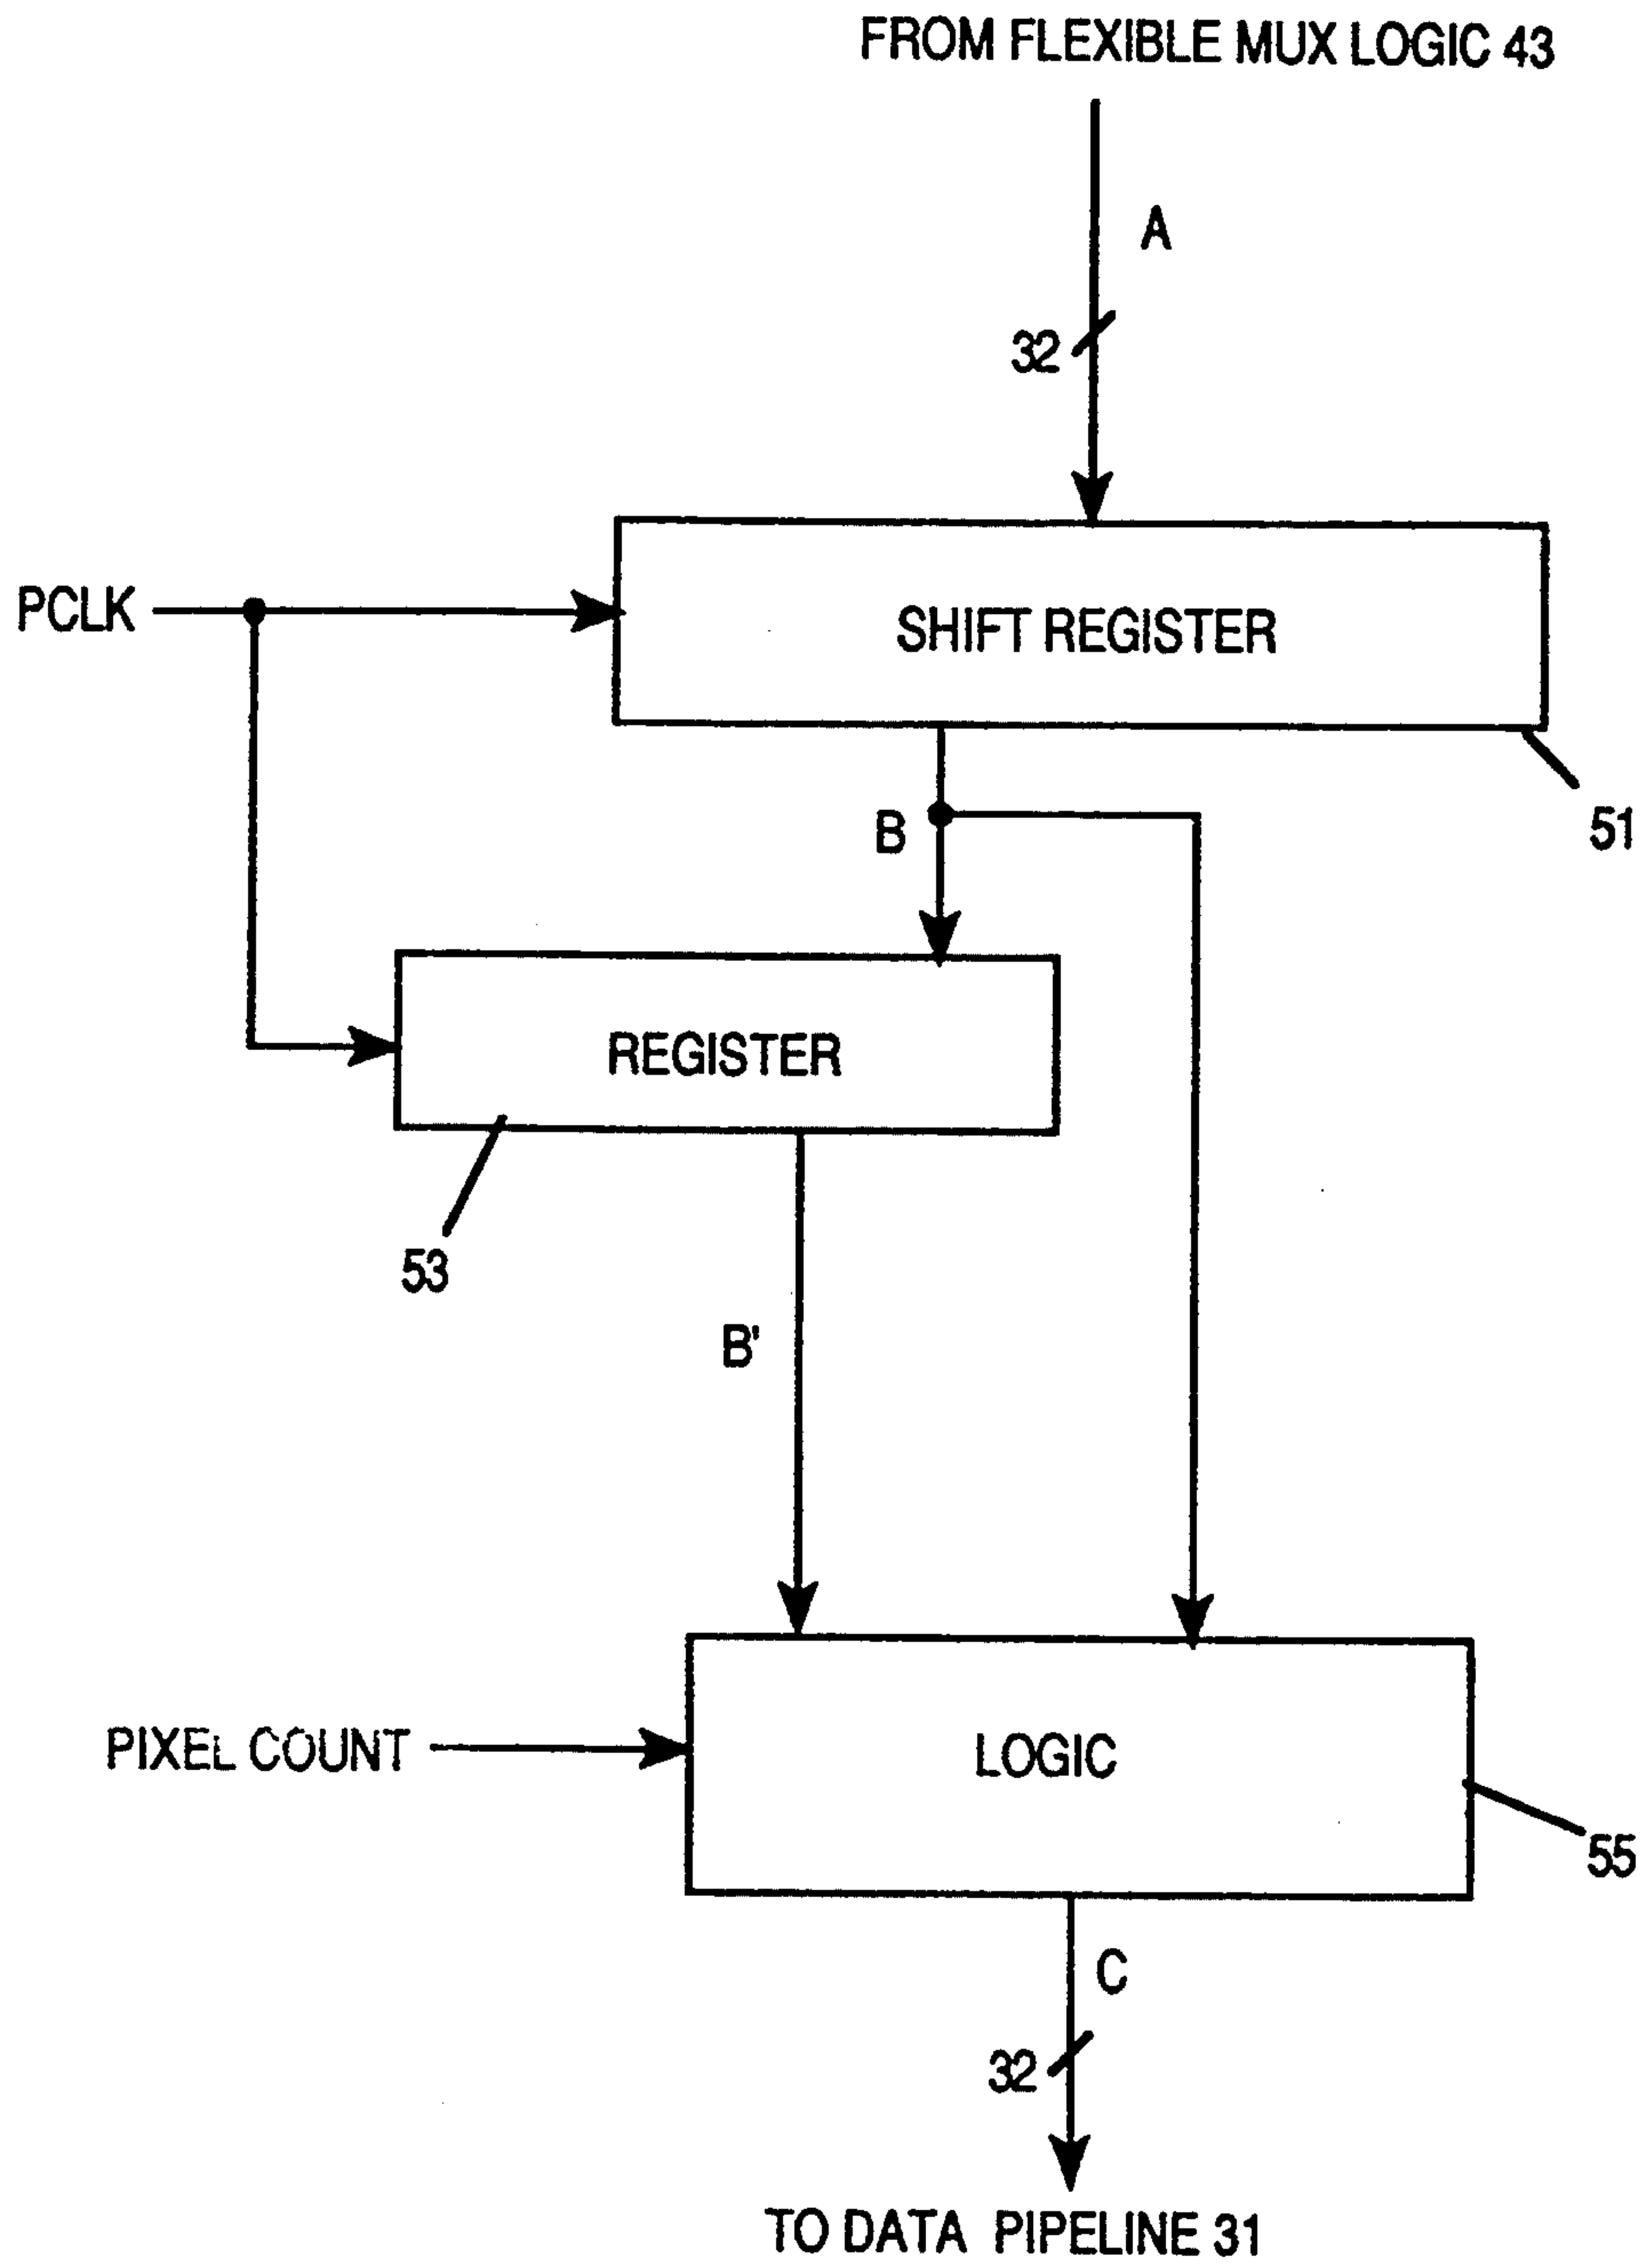 FROM FLEXIBLE MUX LOGIC 43
A
32
PCLK
SHIFT REGISTER
51
B
REGISTER
53
B'
PIXEL COUNT
LOGIC
55
C
32
TO DATA PIPELINE 31